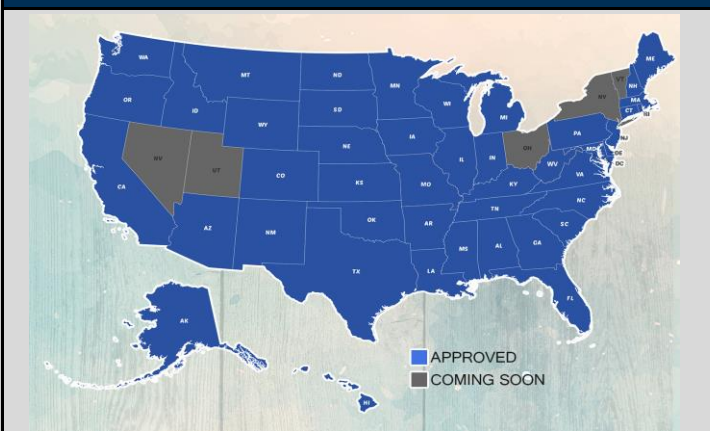 WA
MT
ND
MN
ME
VT
NH
OR
ID
SD
WI
MI
NY
MA
CT
RI
WY
IA
PA
NJ
NV
UT
NE
IL
IN
OH
MD
DE
DC
CA
CO
KS
MO
WV
VA
KY
AZ
NM
OK
AR
TN
NC
SC
TX
LA
MS
AL
GA
FL
AK
HI
APPROVED
COMING SOON